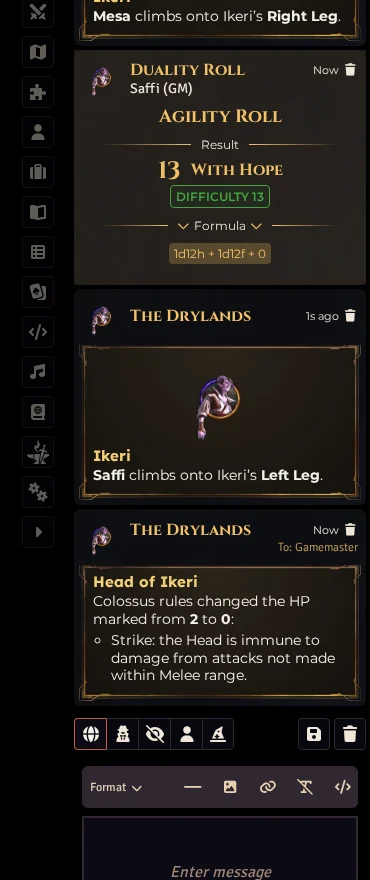 Ikeri
Mesa climbs onto Ikeri's Right Leg.
Duality Roll
Now
Saffi (GM)
Agility Roll
Result
13 With Hope
DIFFICULTY 13
Formula
1d12h + 1d12f + 0
The Drylands
1s ago
Ikeri
Saffi climbs onto Ikeri's Left Leg.
The Drylands
Now
To: Gamemaster
Head of Ikeri
Colossus rules changed the HP
marked from 2 to 0:
Strike: the Head is immune to
damage from attacks not made
within Melee range.
Format
Enter message